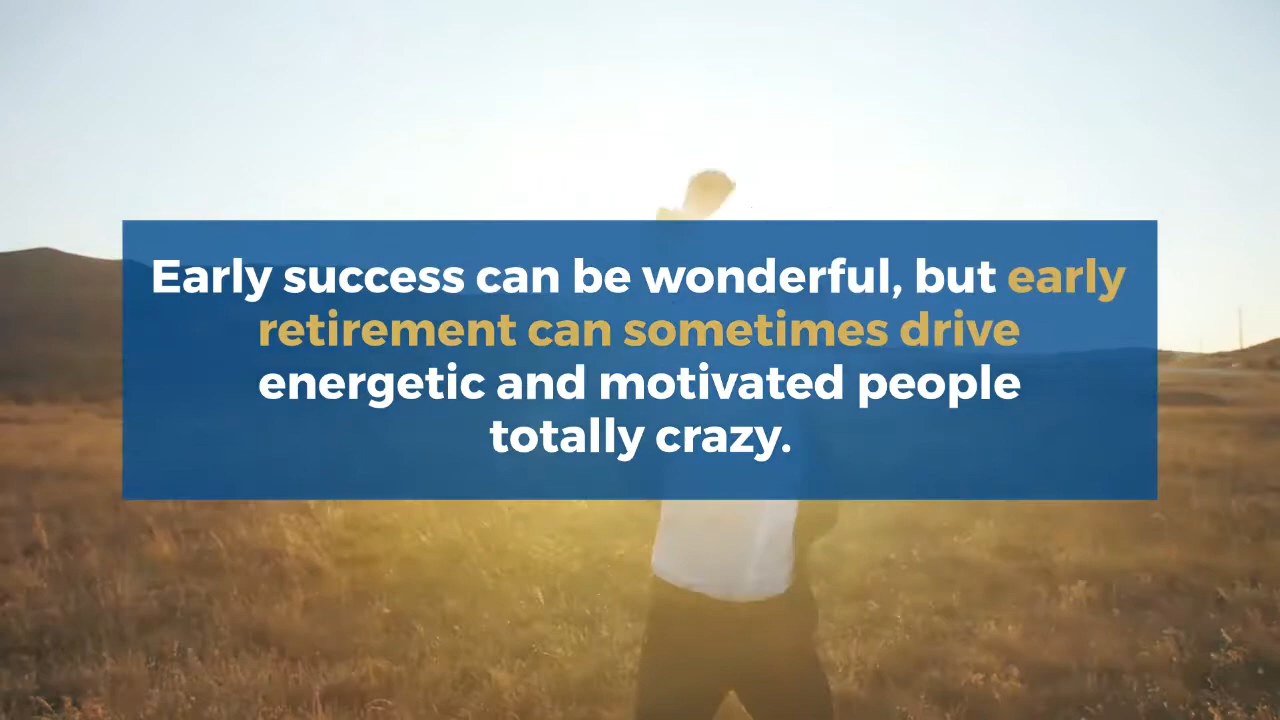 Early success can be wonderful, but early
retirement can sometimes drive
energetic and motivated people
totally crazy.